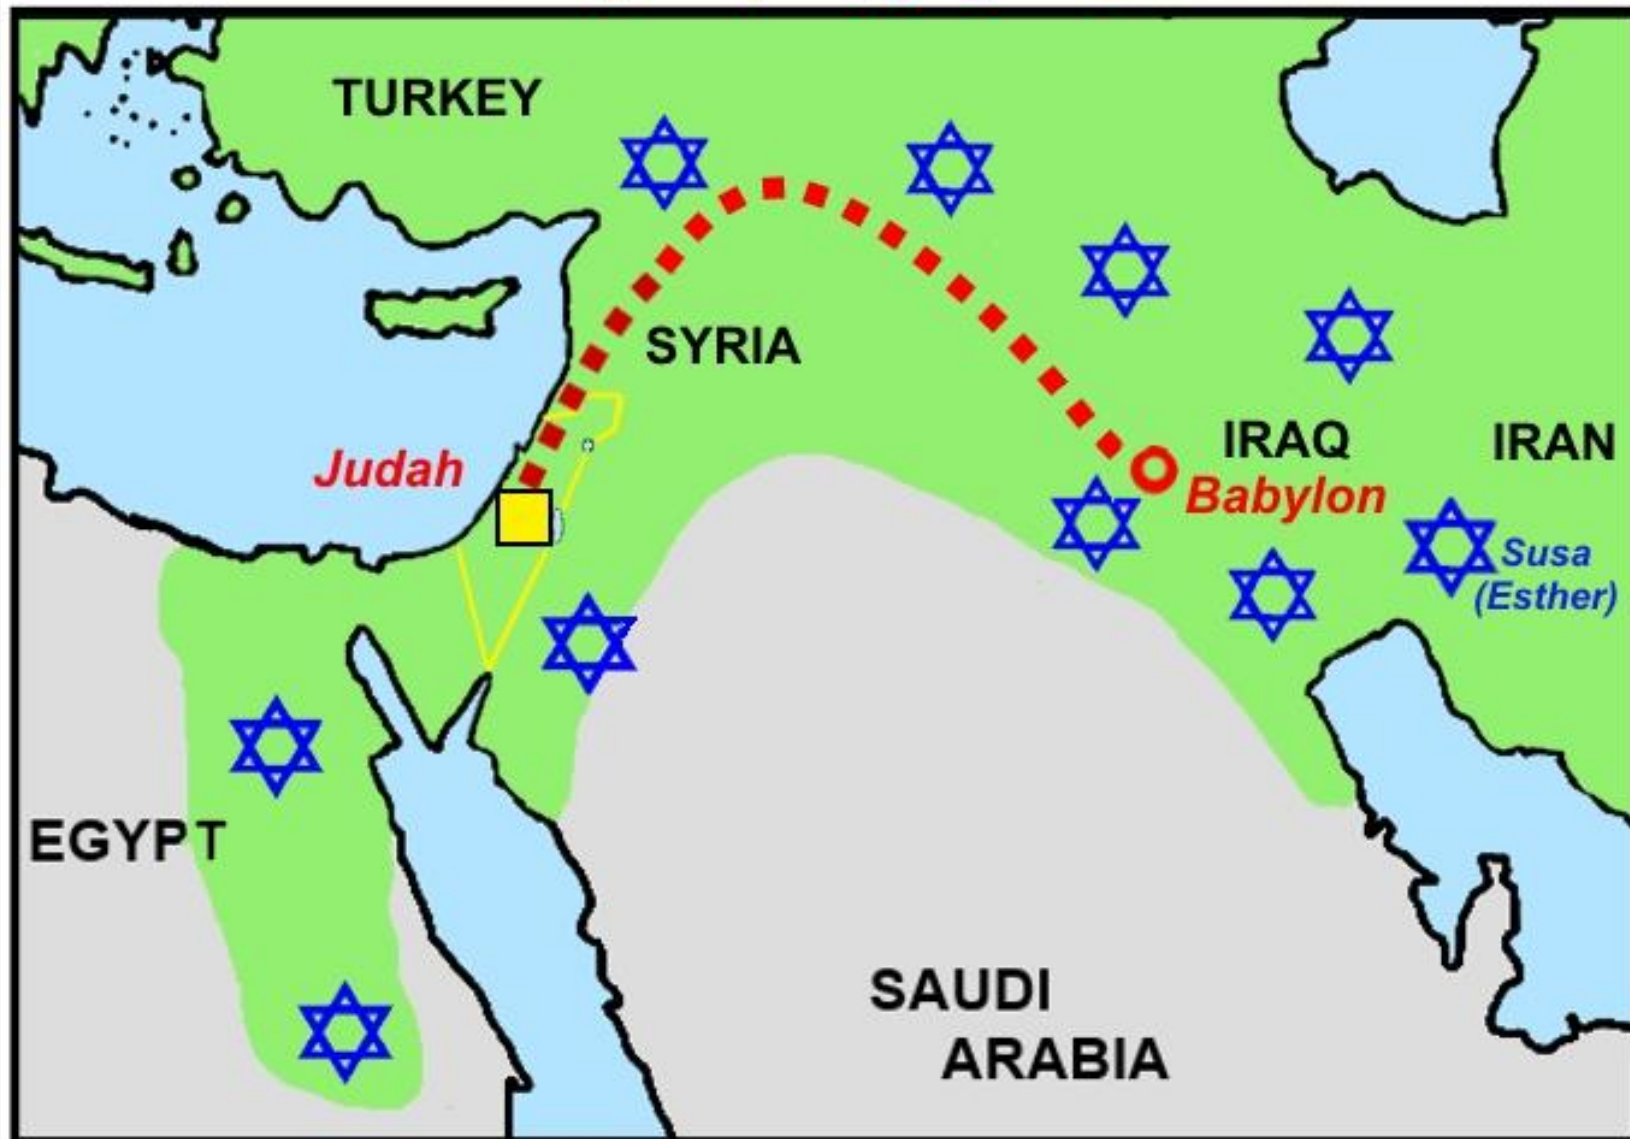 TURKEY
SYRIA
Judah
IRAQ
IRAN
Babylon
Susa
(Esther)
EGYPT
SAUDI
ARABIA